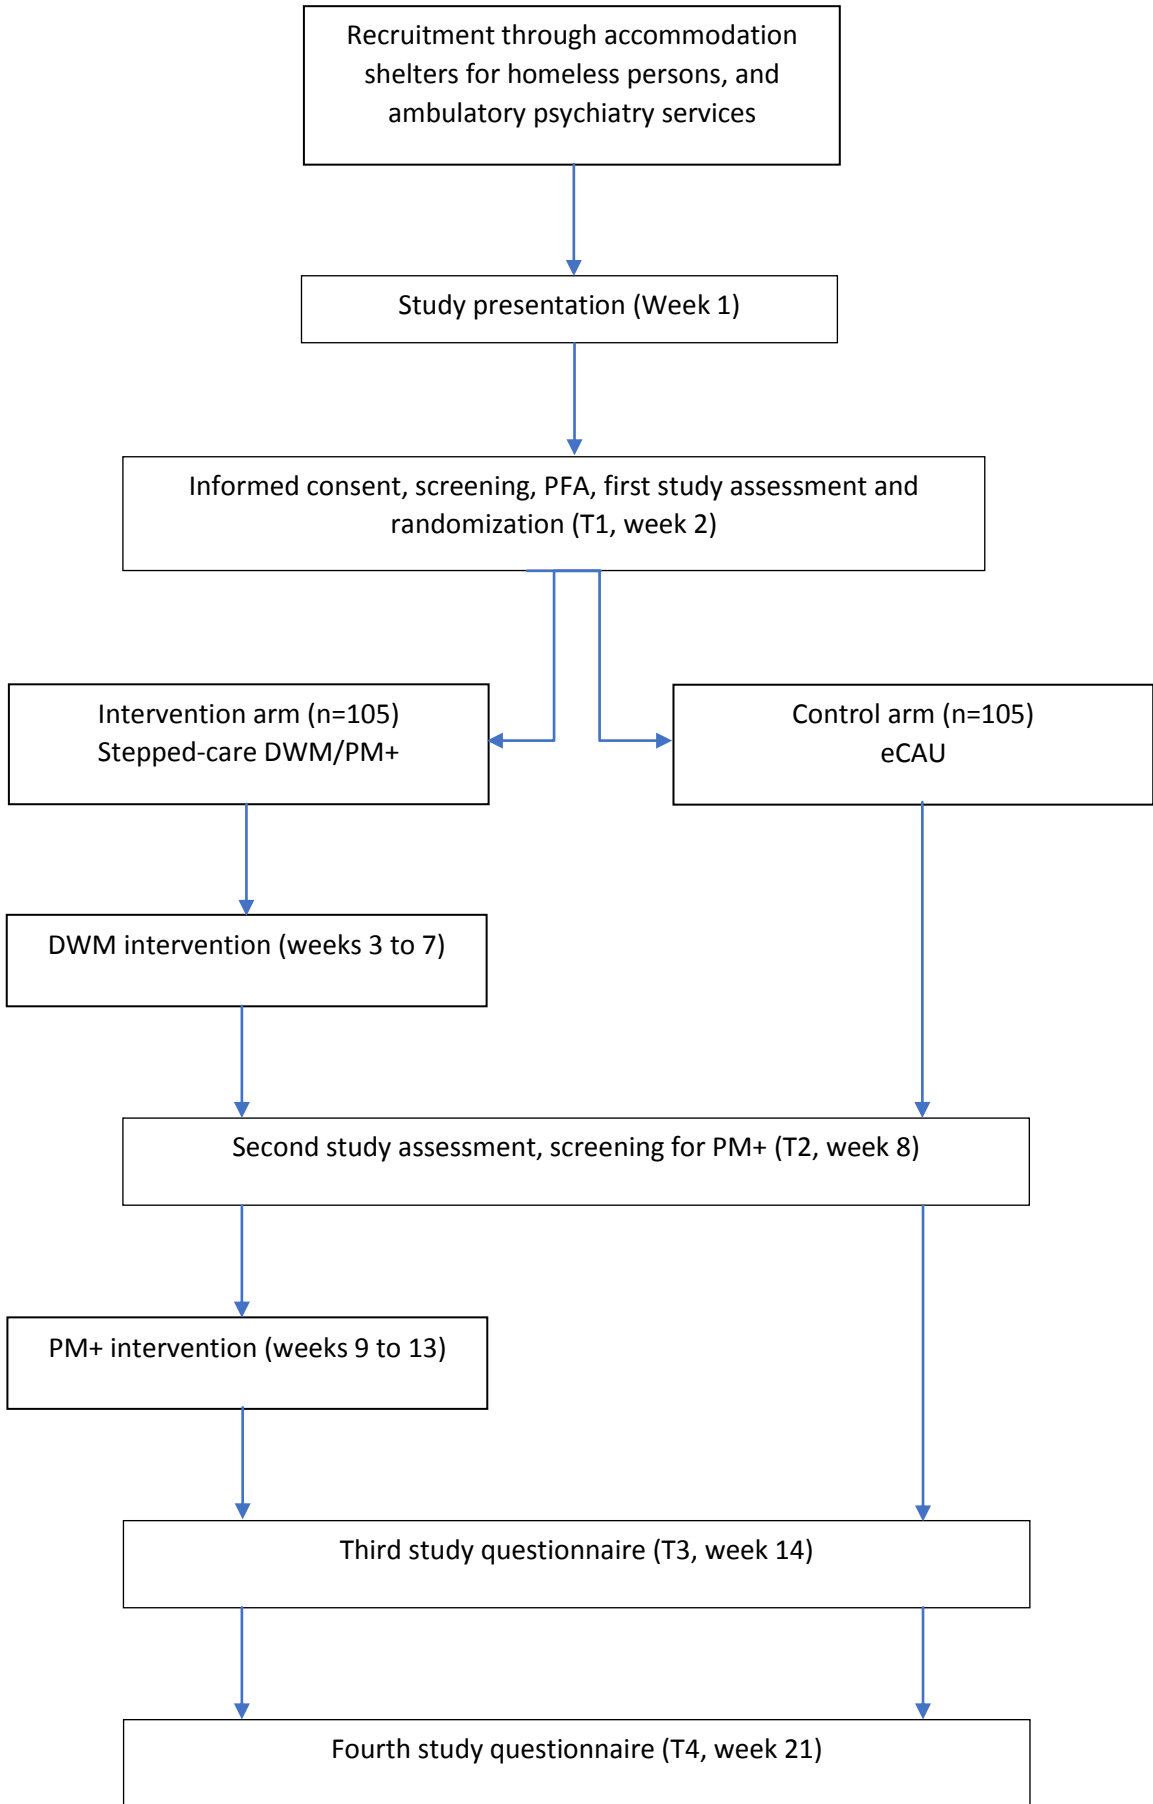 Recruitment through accommodation
shelters for homeless persons, and
ambulatory psychiatry services
Study presentation (Week 1)
Informed consent, screening, PFA, first study assessment and
randomization (T1, week 2)
Intervention arm (n=105)
Stepped-care DWM/PM+
Control arm (n=105)
eCAU
DWM intervention (weeks 3 to 7)
Second study assessment, screening for PM+ (T2, week 8)
PM+ intervention (weeks 9 to 13)
Third study questionnaire (T3, week 14)
Fourth study questionnaire (T4, week 21)